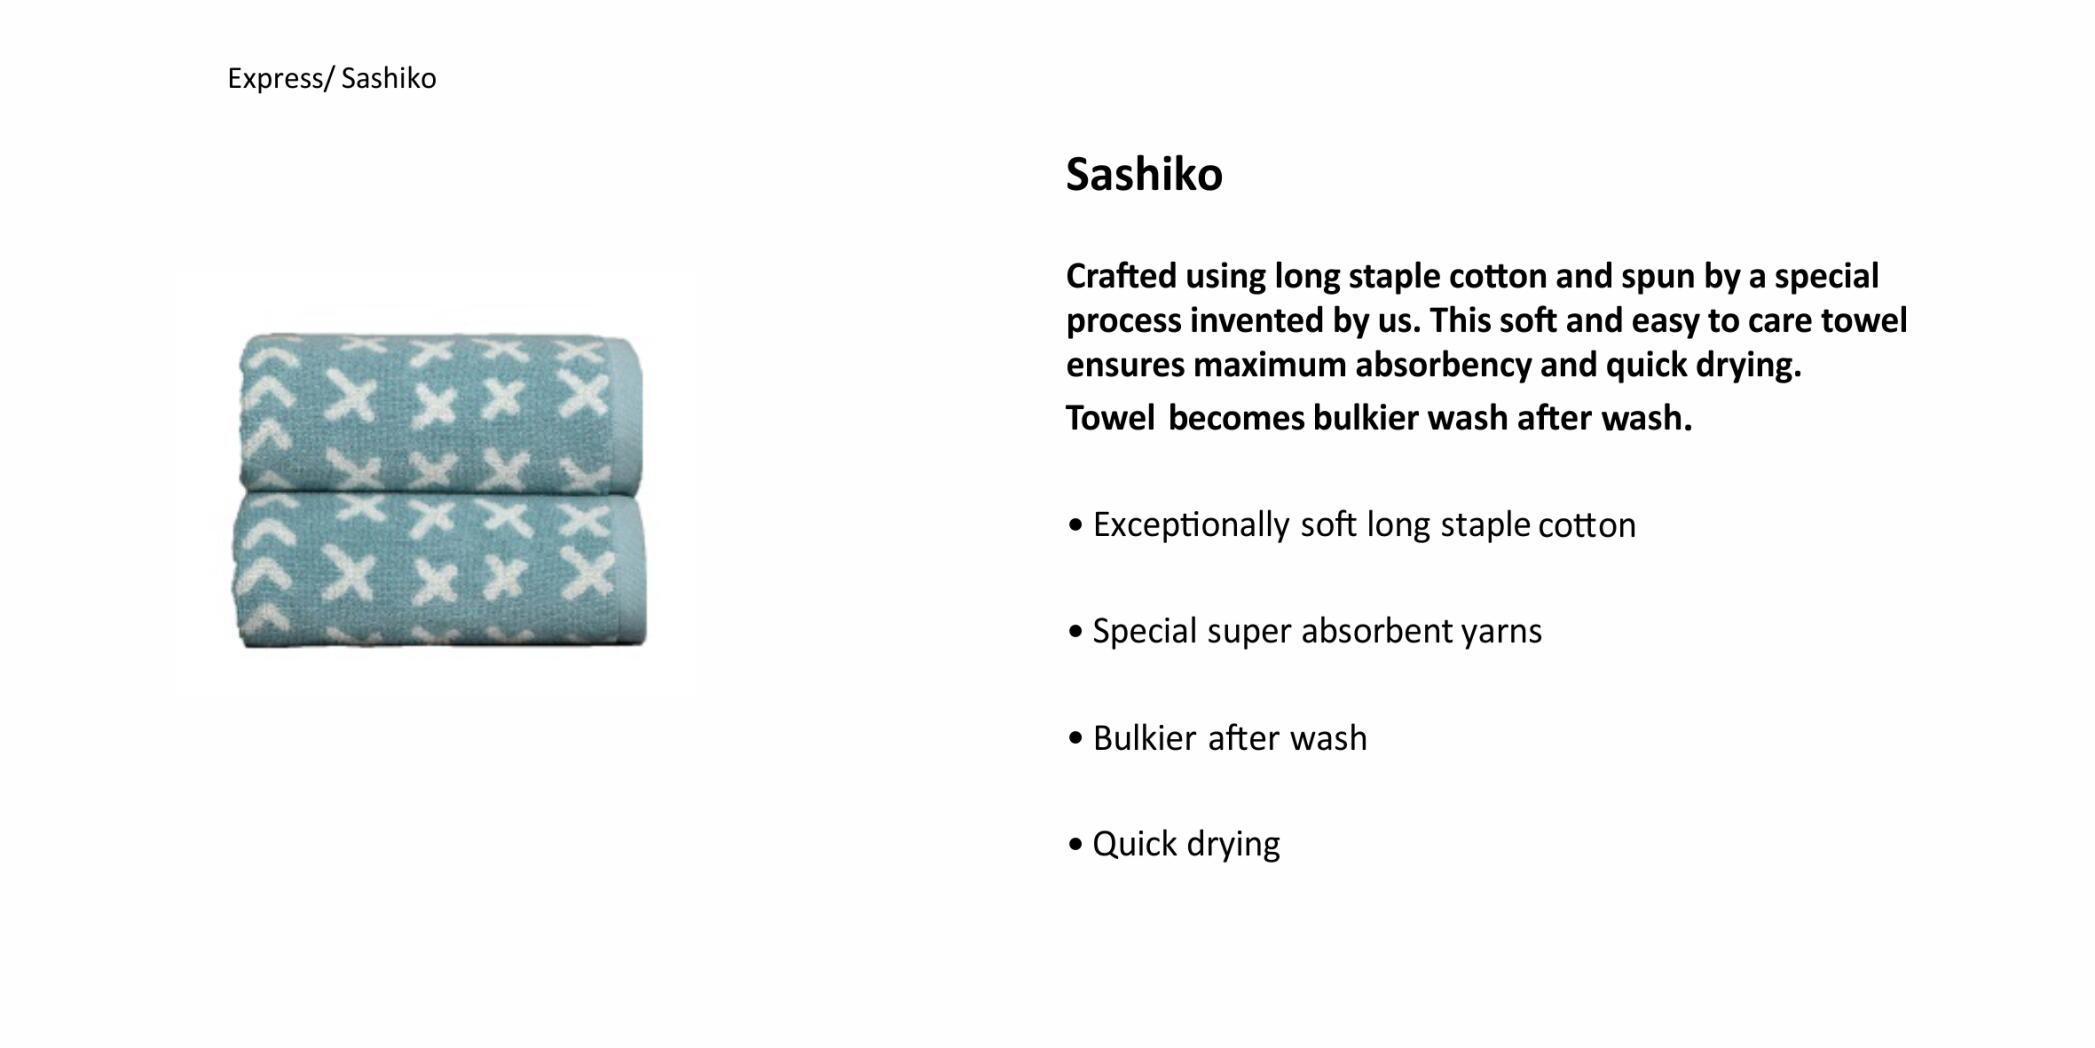 Express/ Sashiko
Sashiko
Crafted using long staple cotton and spun by a special
process invented by us. This soft and easy to care towel
ensures maximum absorbency and quick drying.
Towel becomes bulkier wash after wash.
• Exceptionally soft long staple cotton
• Special super absorbent yarns
• Bulkier after wash
• Quick drying